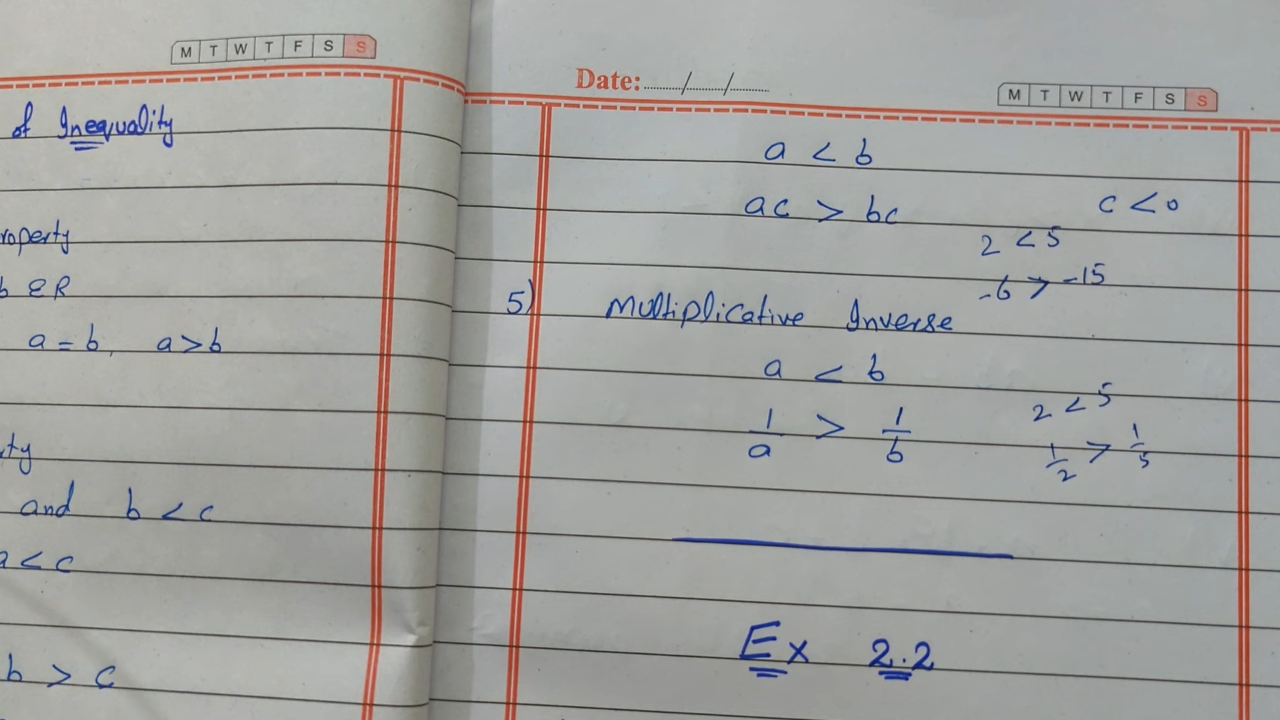 M T W T F S S
of Inequality
roperty
b ƐR
a = b, a > b
ty
and b < c
a < c
b > c
Date:......../......../........
M T W T F S S
a < b
ac > bc c < 0
2 < 5
-6 > -15
5) Multiplicative Inverse
a < b
2 < 5
1/a > 1/b
1/2 > 1/5
Ex 2.2